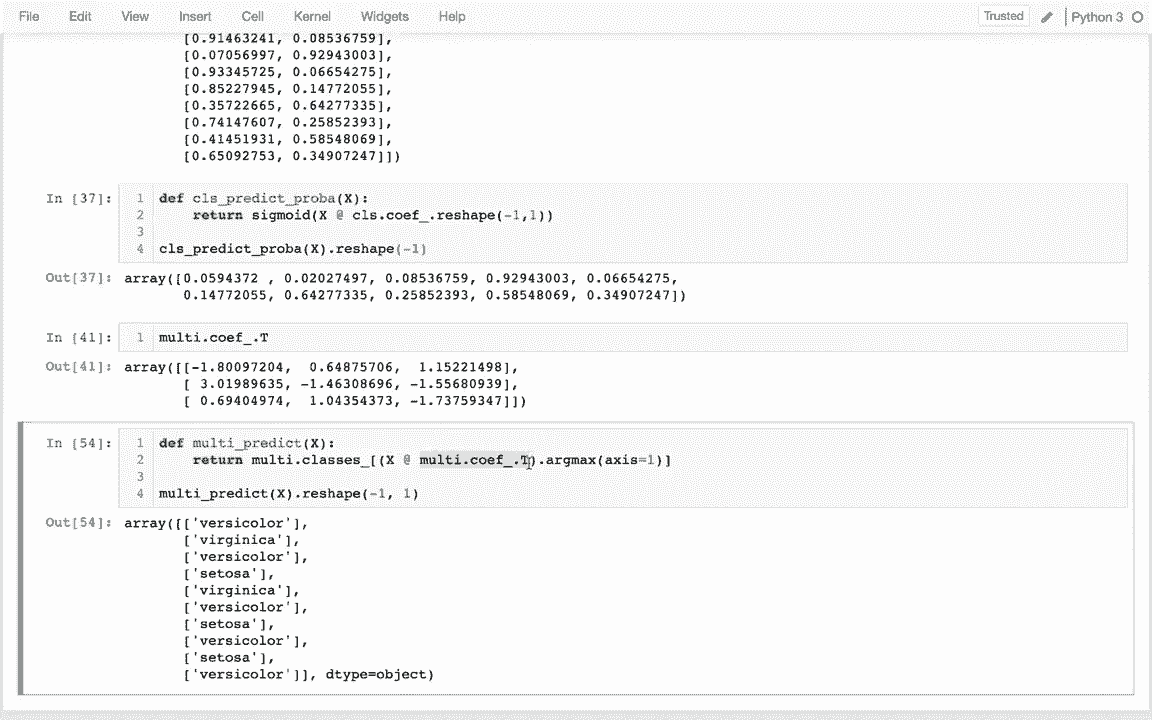 File Edit View Insert Cell Kernel Widgets Help Trusted Python 3
[0.91463241, 0.08536759],
[0.07056997, 0.92943003],
[0.93345725, 0.06654275],
[0.85227945, 0.14772055],
[0.35722665, 0.64277335],
[0.74147607, 0.25852393],
[0.41451931, 0.58548069],
[0.65092753, 0.34907247]])
In [37]: 1 def cls_predict_proba(X):
2 return sigmoid(X @ cls.coef_.reshape(-1,1))
3
4 cls_predict_proba(X).reshape(-1)
Out[37]: array([0.0594372 , 0.02027497, 0.08536759, 0.92943003, 0.06654275,
0.14772055, 0.64277335, 0.25852393, 0.58548069, 0.34907247])
In [41]: 1 multi.coef_.T
Out[41]: array([[-1.80097204, 0.64875706, 1.15221498],
[ 3.01989635, -1.46308696, -1.55680939],
[ 0.69404974, 1.04354373, -1.73759347]])
In [54]: 1 def multi_predict(X):
2 return multi.classes_[(X @ multi.coef_.T).argmax(axis=1)]
3
4 multi_predict(X).reshape(-1, 1)
Out[54]: array([['versicolor'],
['virginica'],
['versicolor'],
['setosa'],
['virginica'],
['versicolor'],
['setosa'],
['versicolor'],
['setosa'],
['versicolor']], dtype=object)